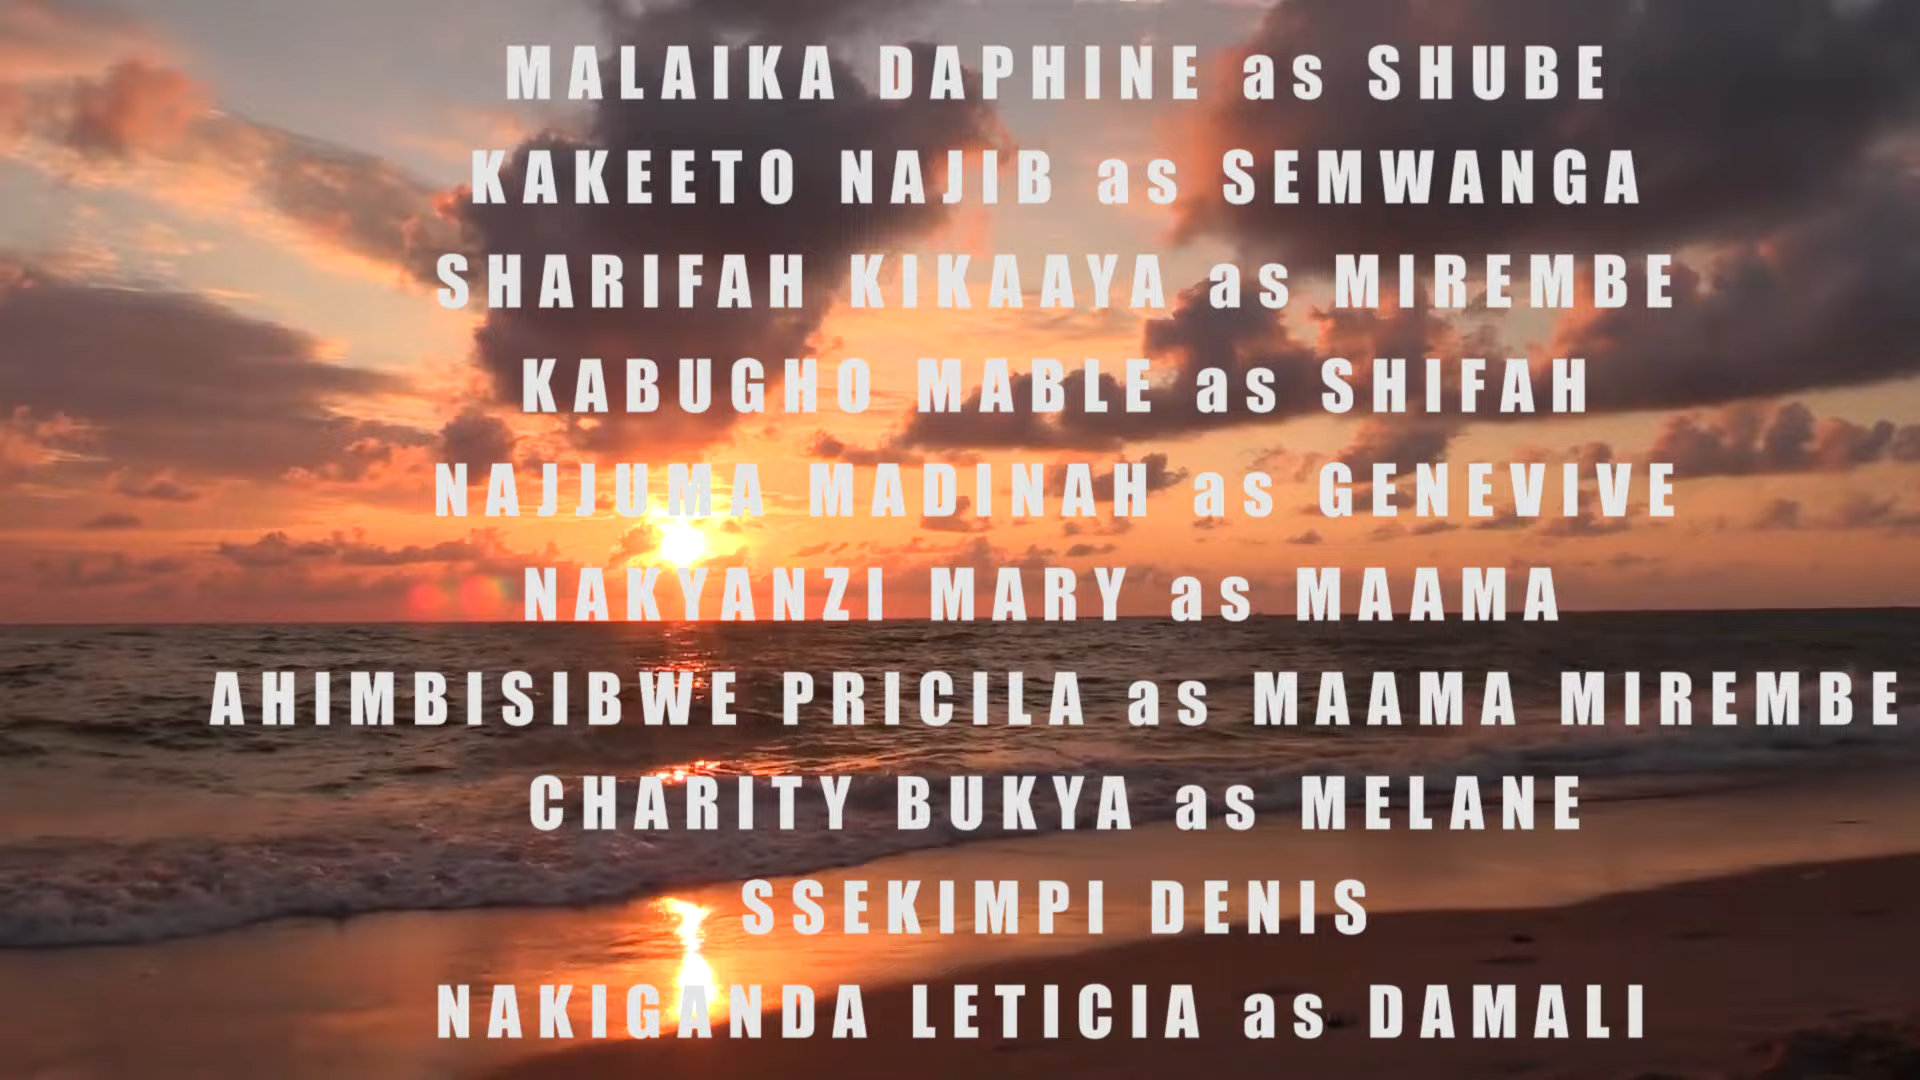 MALAIKA DAPHINE as SHUBE
KAKEETO NAJIB as SEMWANGA
SHARIFAH KIKAAYA as MIREMBE
KABUGHO MABLE as SHIFAH
NAJJUMA MADINAH as GENEVIVE
NAKYANZI MARY as MAAMA
AHIMBISIBWE PRICILA as MAAMA MIREMBE
CHARITY BUKYA as MELANE
SSEKIMPI DENIS
NAKIGANDA LETICIA as DAMALI